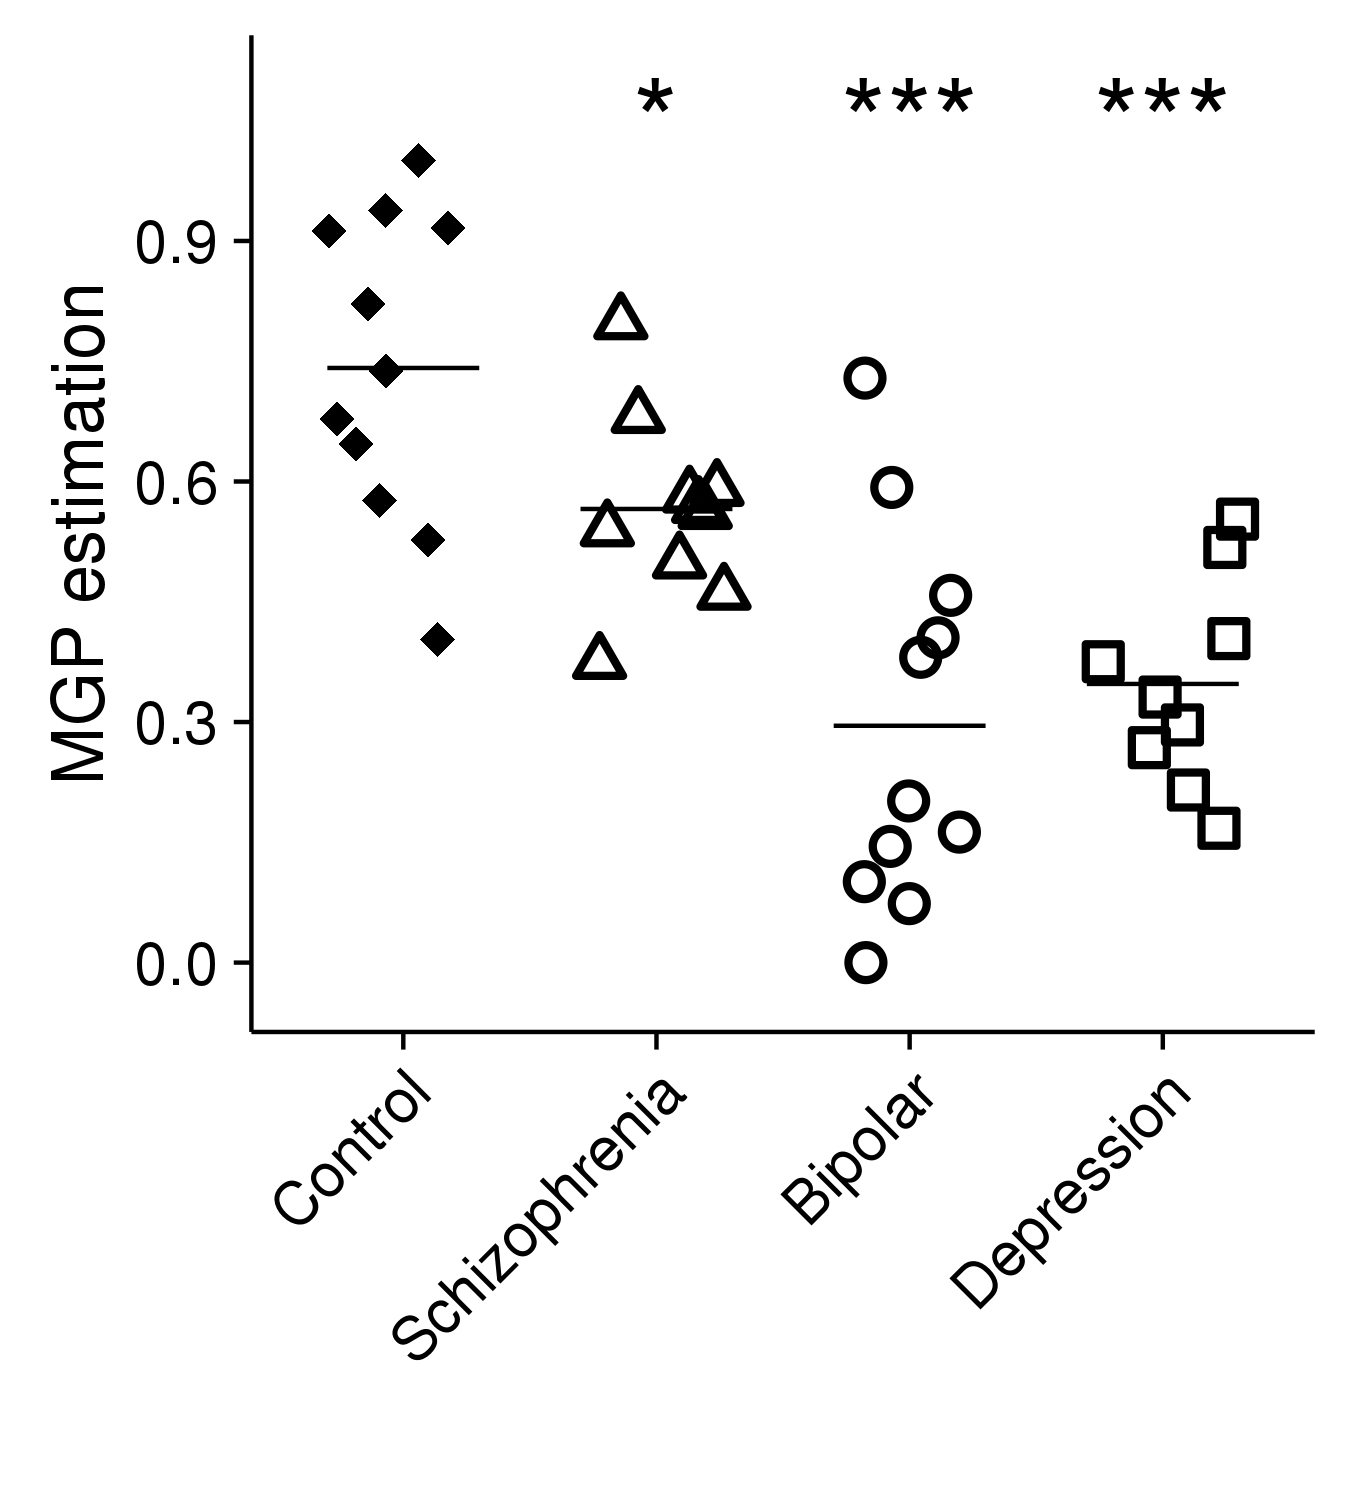 * *** ***
MGP estimation
0.9
0.6
0.3
0.0
Control
Schizophrenia
Bipolar
Depression